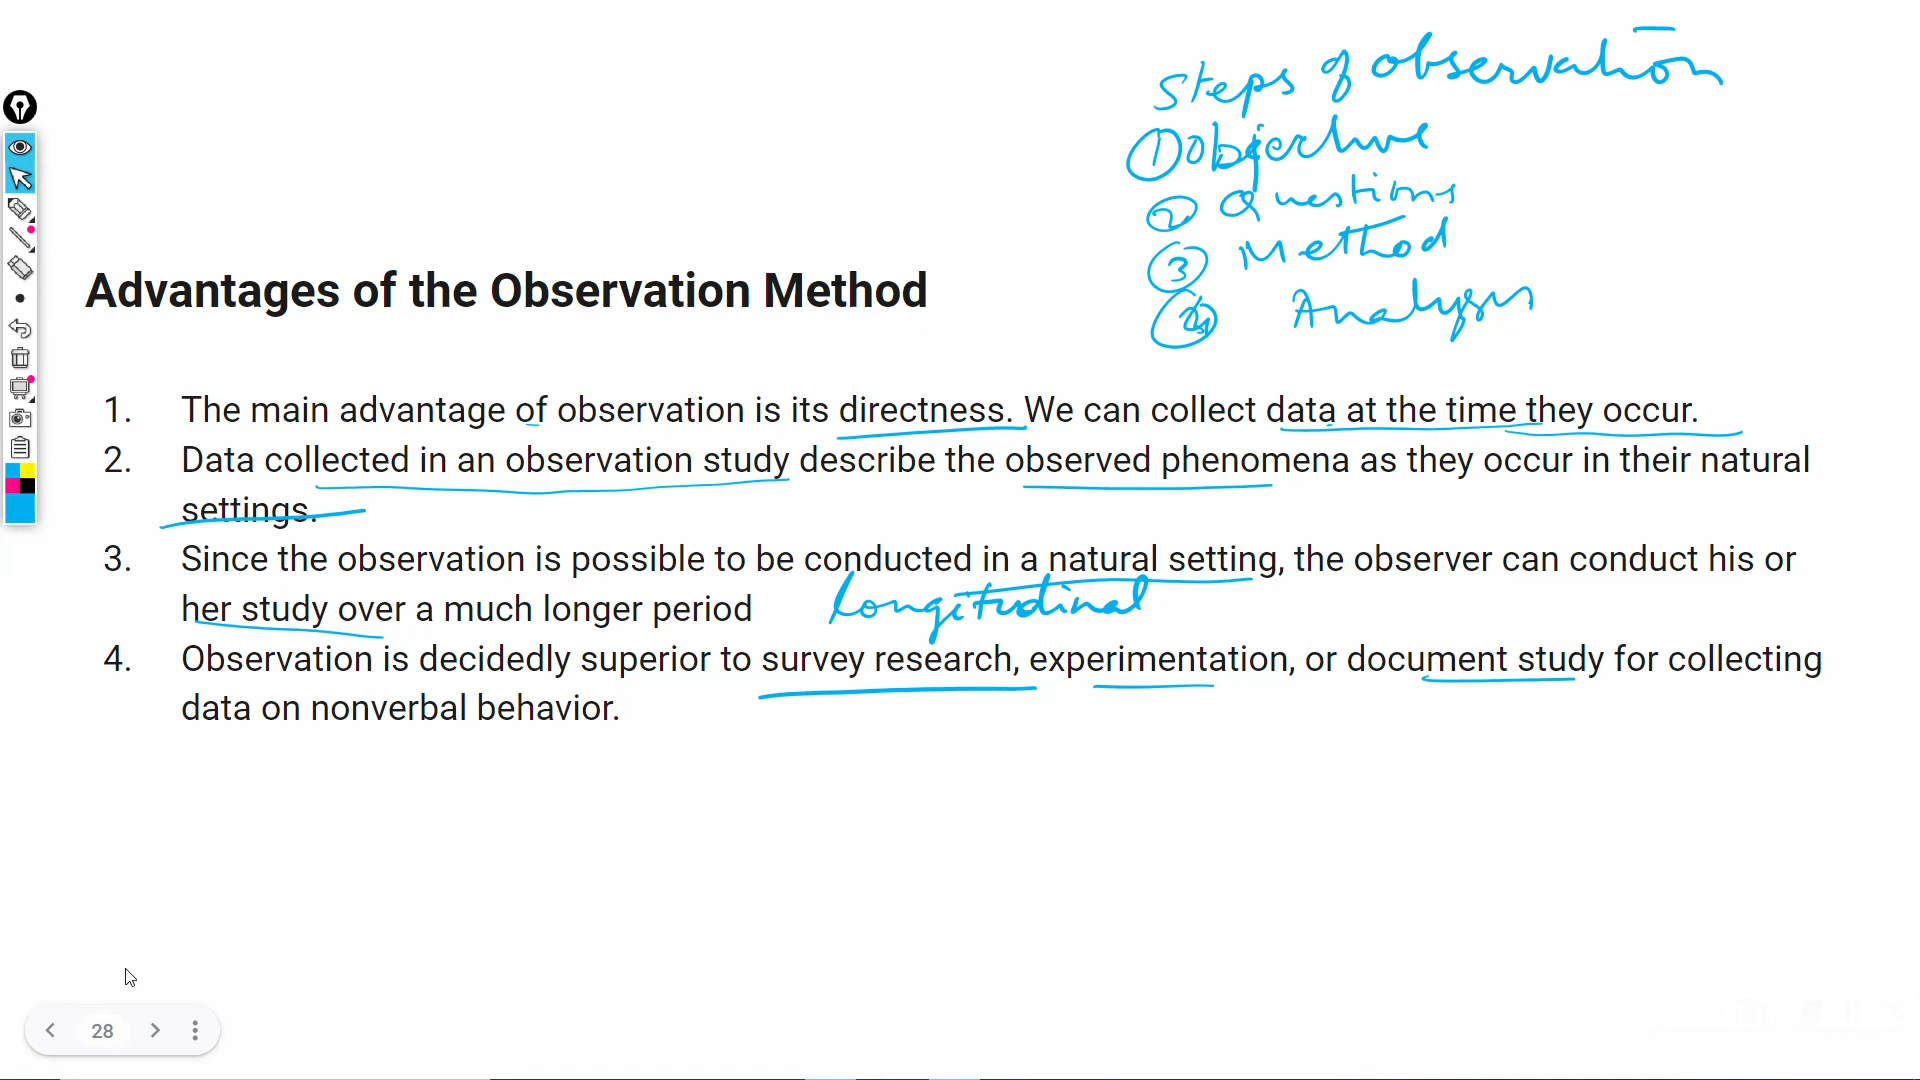 Steps of observation
① Objective
② Questions
③ Method
④ Analysis
Advantages of the Observation Method
1. The main advantage of observation is its directness. We can collect data at the time they occur.
2. Data collected in an observation study describe the observed phenomena as they occur in their natural
settings.
3. Since the observation is possible to be conducted in a natural setting, the observer can conduct his or
her study over a much longer period
longitudinal
4. Observation is decidedly superior to survey research, experimentation, or document study for collecting
data on nonverbal behavior.
28